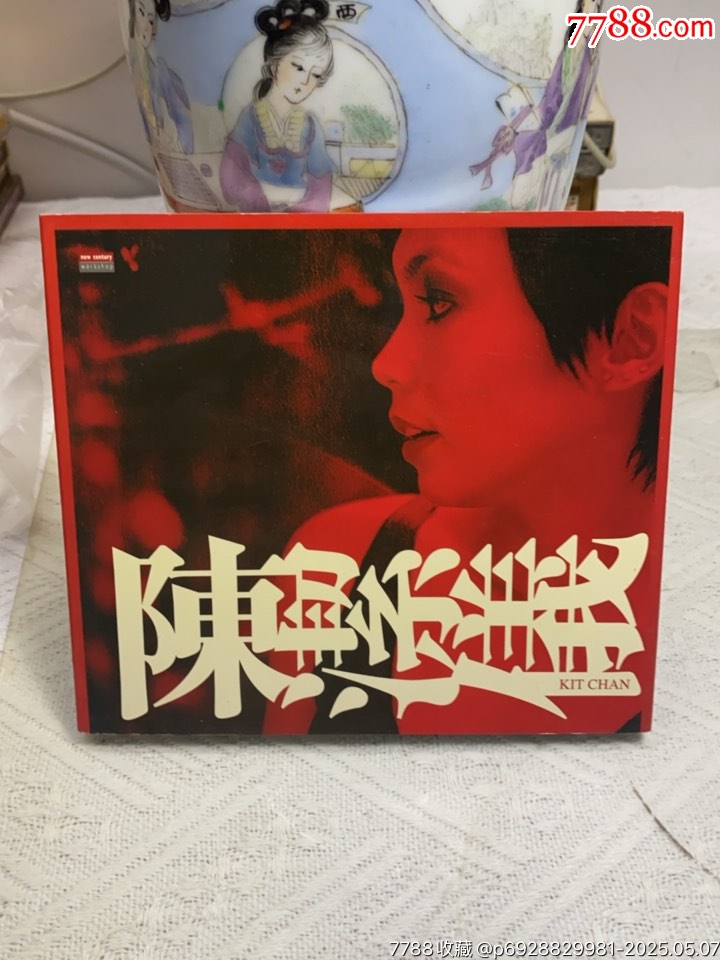 7788.com
西
new century
workshop
陳潔儀
KIT CHAN
7788收藏 @p6928829981-2025.05.07